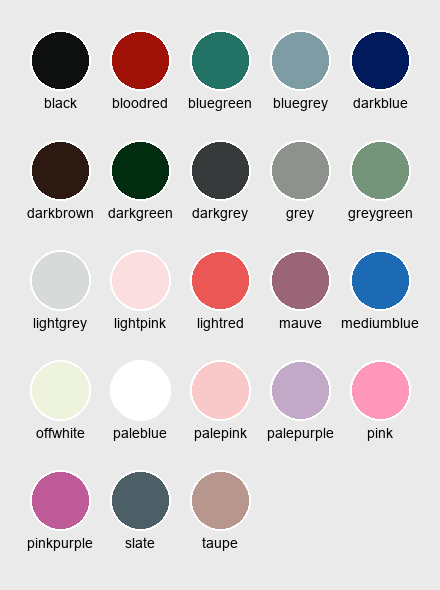 black bloodred bluegreen bluegrey darkblue
darkbrown darkgreen darkgrey grey greygreen
lightgrey lightpink lightred mauve mediumblue
offwhite paleblue palepink palepurple pink
pinkpurple slate taupe